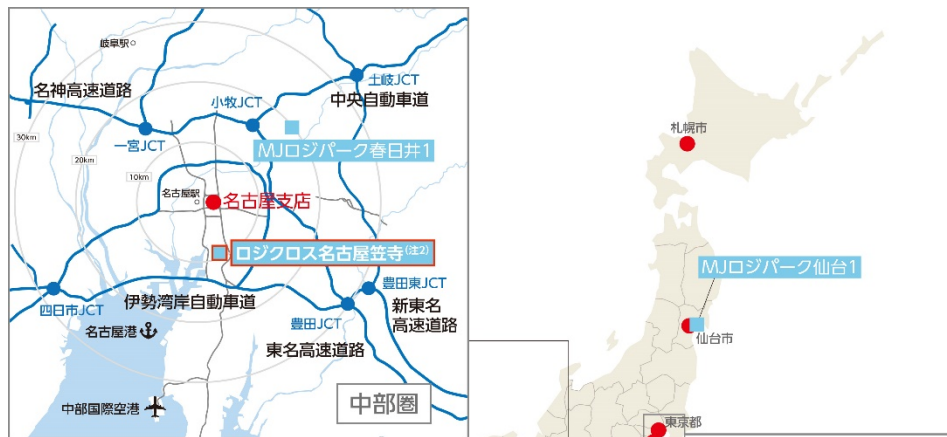 岐阜駅
土岐JCT
名神高速道路
小牧JCT
中央自動車道
30km
一宮JCT
MJロジパーク春日井1
20km
10km
名古屋駅
名古屋支店
ロジクロス名古屋笠寺(注2)
豊田東JCT
四日市JCT
伊勢湾岸自動車道
新東名
高速道路
豊田JCT
名古屋港
東名高速道路
中部国際空港
中部圏
札幌市
MJロジパーク仙台1
仙台市
東京都